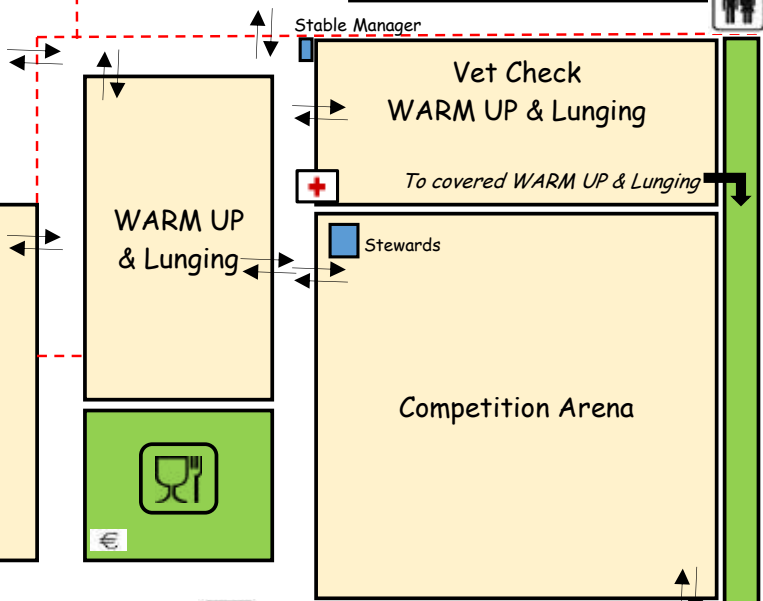 Stable Manager
Vet Check
WARM UP & Lunging
To covered WARM UP & Lunging
WARM UP
& Lunging
Stewards
Competition Arena
€